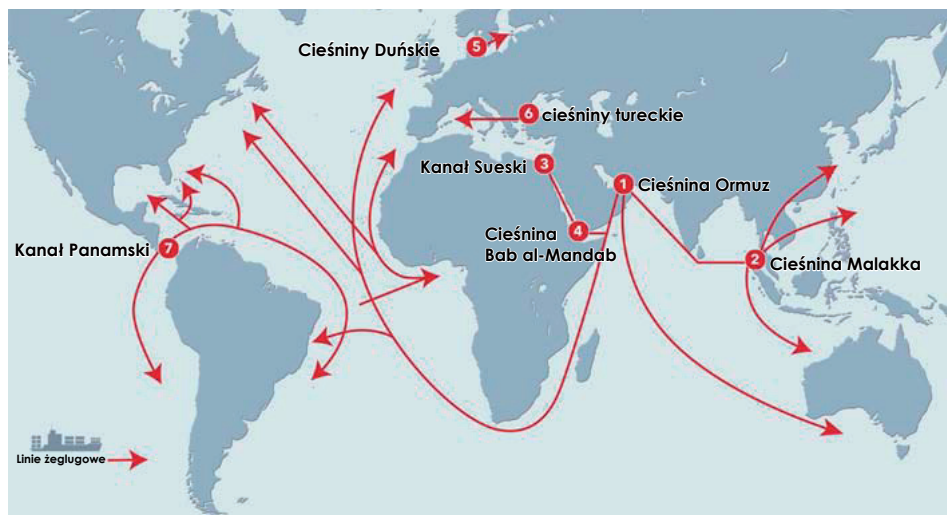 Cieśniny Duńskie
5
6
cieśniny tureckie
Kanał Sueski
3
1
Cieśnina Ormuz
Cieśnina
Bab al-Mandab
4
Kanał Panamski
7
2
Cieśnina Malakka
Linie żeglugowe